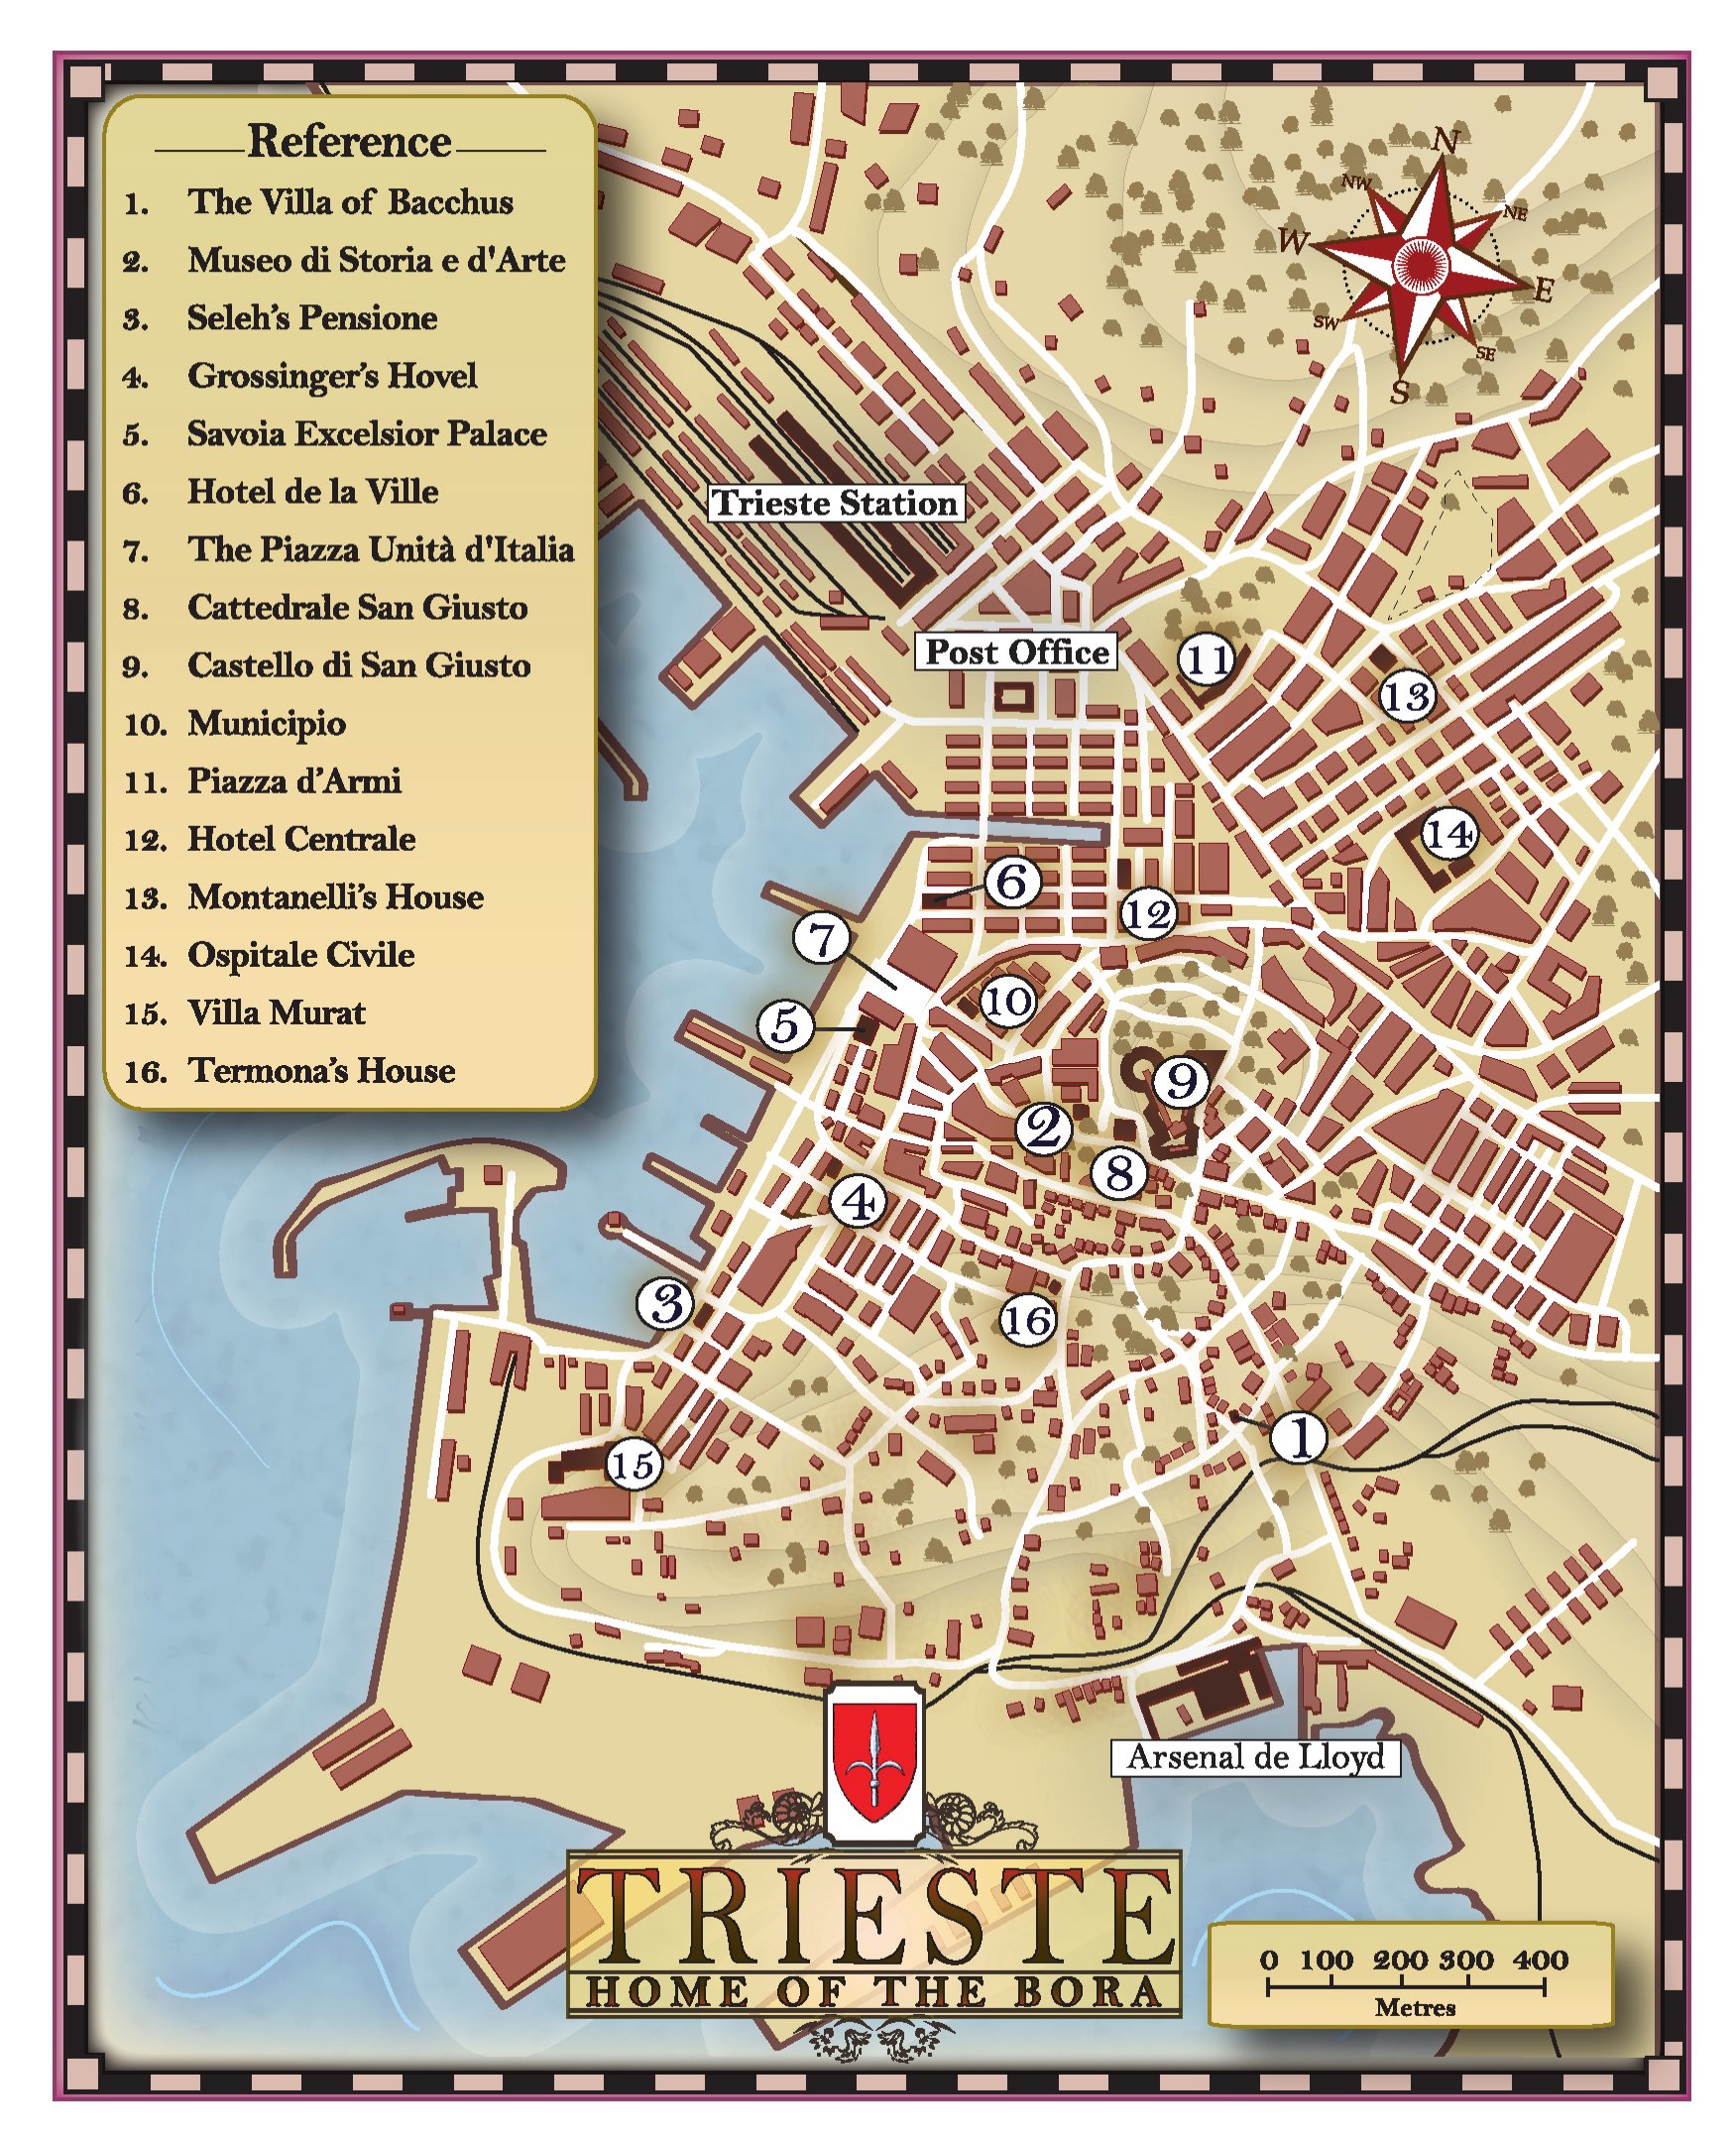 Reference
1. The Villa of Bacchus
2. Museo di Storia e d'Arte
3. Seleh's Pensione
4. Grossinger's Hovel
5. Savoia Excelsior Palace
6. Hotel de la Ville
7. The Piazza Unità d'Italia
8. Cattedrale San Giusto
9. Castello di San Giusto
10. Municipio
11. Piazza d'Armi
12. Hotel Centrale
13. Montanelli's House
14. Ospitale Civile
15. Villa Murat
16. Termona's House
N
NW
NE
W
E
SW
SE
S
Trieste Station
Post Office
11
13
14
6
12
7
10
5
9
2
8
4
3
16
1
15
Arsenal de Lloyd
TRIESTE
HOME OF THE BORA
0 100 200 300 400
Metres